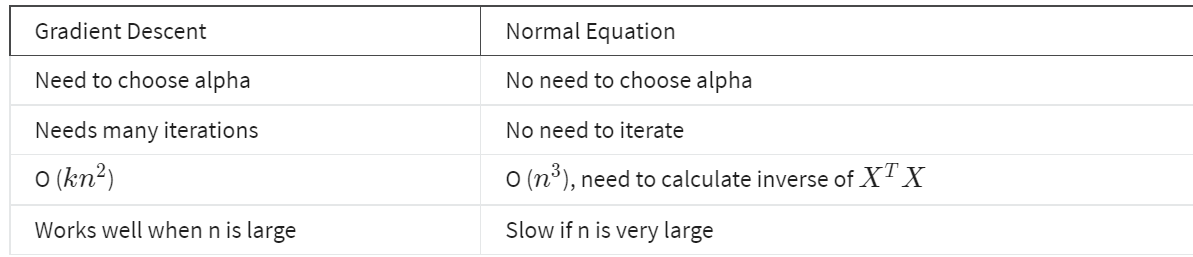 Gradient Descent Normal Equation
Need to choose alpha No need to choose alpha
Needs many iterations No need to iterate
O (kn²) O (n³), need to calculate inverse of XᵀX
Works well when n is large Slow if n is very large